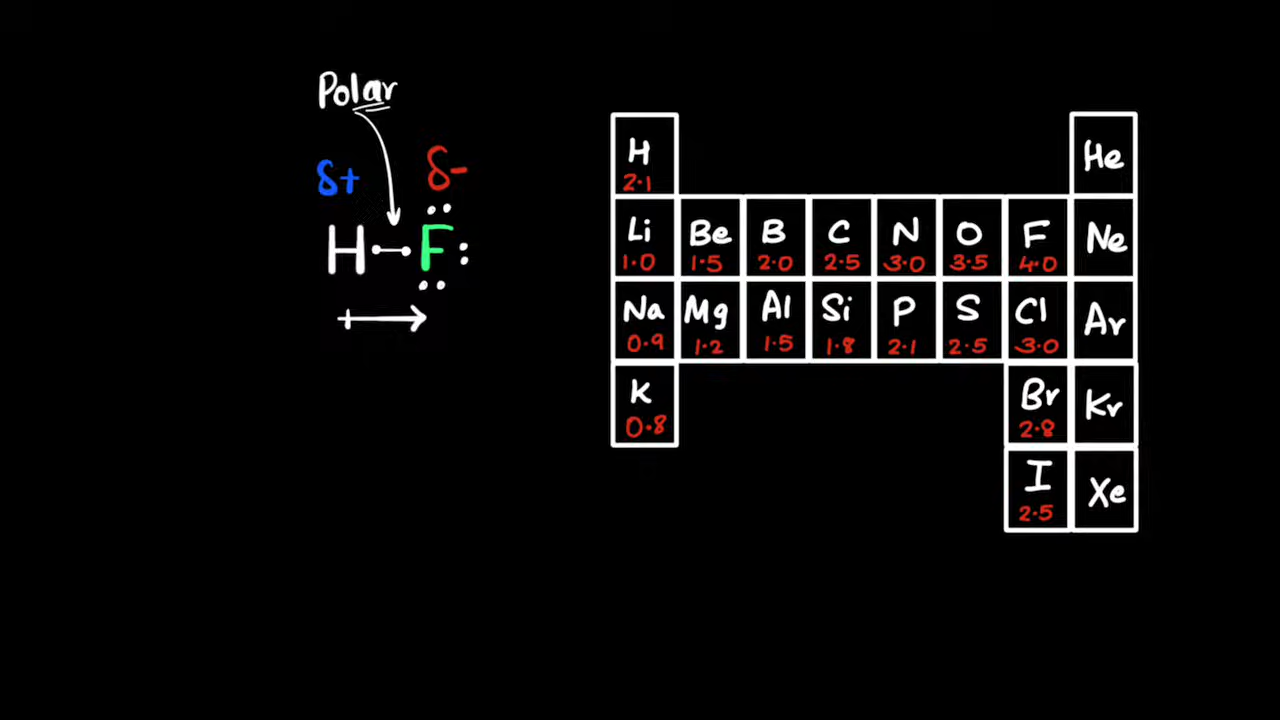 Polar
δ+ δ-
H F
H He
2.1
Li Be B C N O F Ne
1.0 1.5 2.0 2.5 3.0 3.5 4.0
Na Mg Al Si P S Cl Ar
0.9 1.2 1.5 1.8 2.1 2.5 3.0
K Br Kr
0.8 2.8
I Xe
2.5